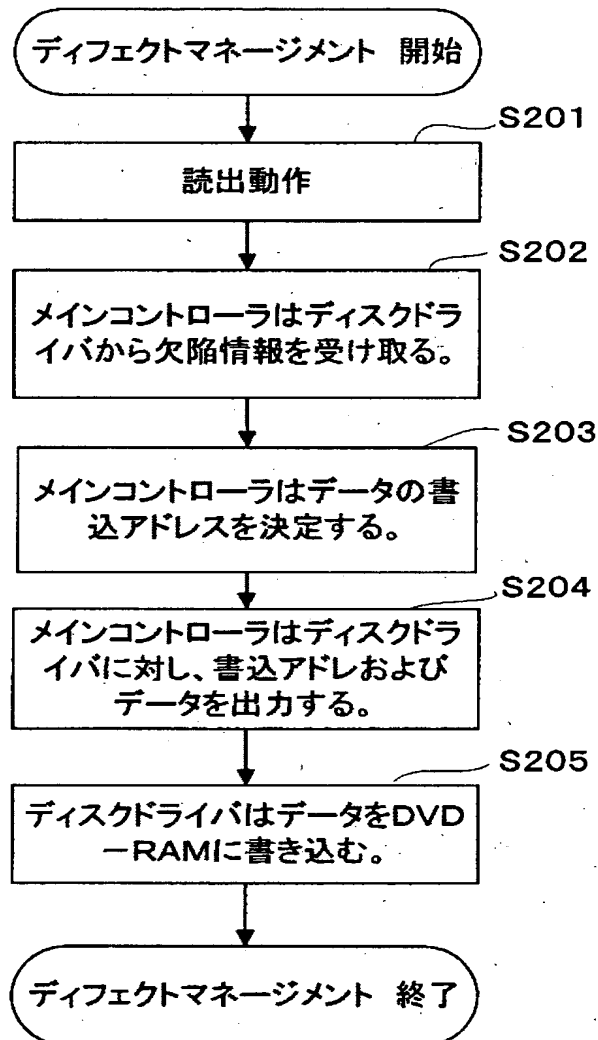 ディフェクトマネージメント 開始
S201
読出動作
S202
メインコントローラはディスクドラ
イバから欠陥情報を受け取る。
S203
メインコントローラはデータの書
込アドレスを決定する。
S204
メインコントローラはディスクドラ
イバに対し、書込アドレおよび
データを出力する。
S205
ディスクドライバはデータをDVD
－RAMに書き込む。
ディフェクトマネージメント 終了